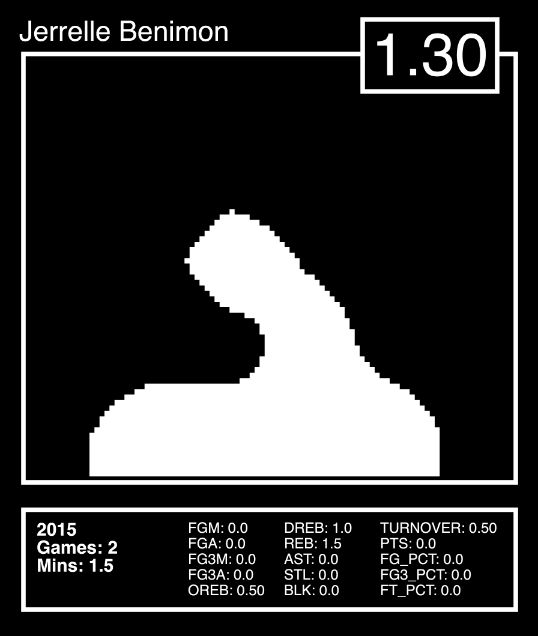 Jerrelle Benimon
1.30
2015
Games: 2
Mins: 1.5
FGM: 0.0
FGA: 0.0
FG3M: 0.0
FG3A: 0.0
OREB: 0.50
DREB: 1.0
REB: 1.5
AST: 0.0
STL: 0.0
BLK: 0.0
TURNOVER: 0.50
PTS: 0.0
FG_PCT: 0.0
FG3_PCT: 0.0
FT_PCT: 0.0